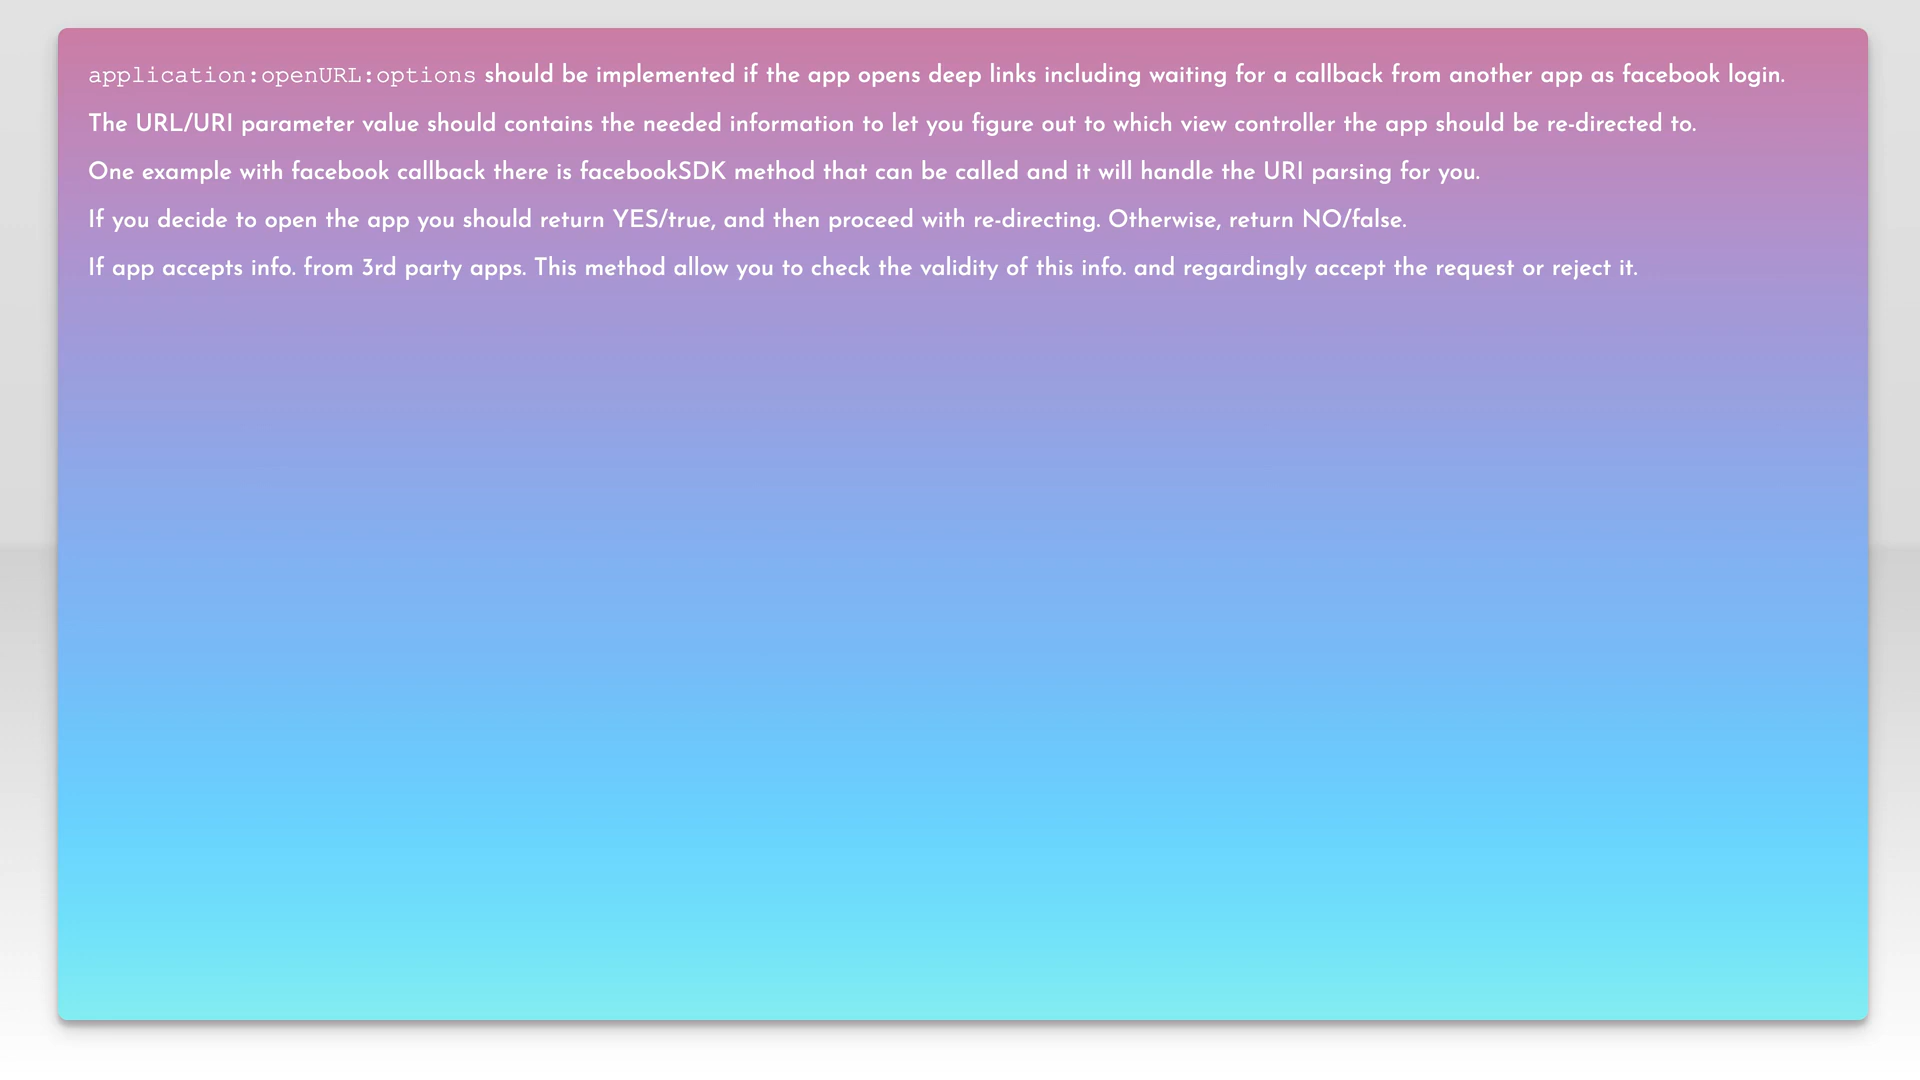 application:openURL:options should be implemented if the app opens deep links including waiting for a callback from another app as facebook login.
The URL/URI parameter value should contains the needed information to let you figure out to which view controller the app should be re-directed to.
One example with facebook callback there is facebookSDK method that can be called and it will handle the URI parsing for you.
If you decide to open the app you should return YES/true, and then proceed with re-directing. Otherwise, return NO/false.
If app accepts info. from 3rd party apps. This method allow you to check the validity of this info. and regardingly accept the request or reject it.